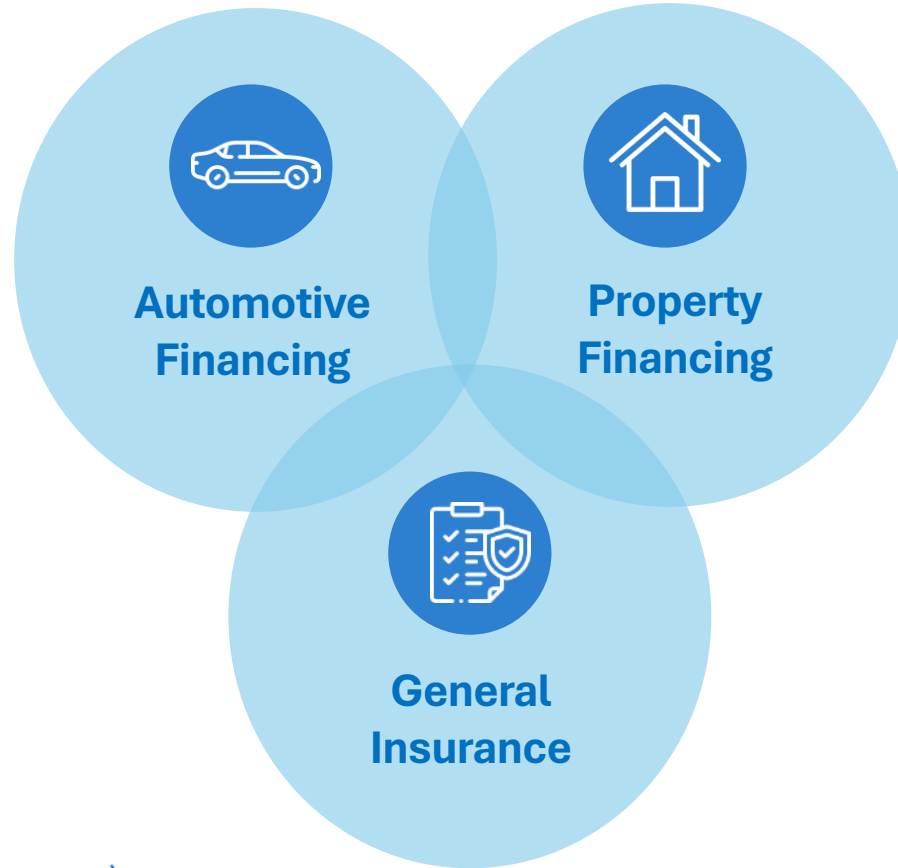 Automotive
Financing
Property
Financing
General
Insurance